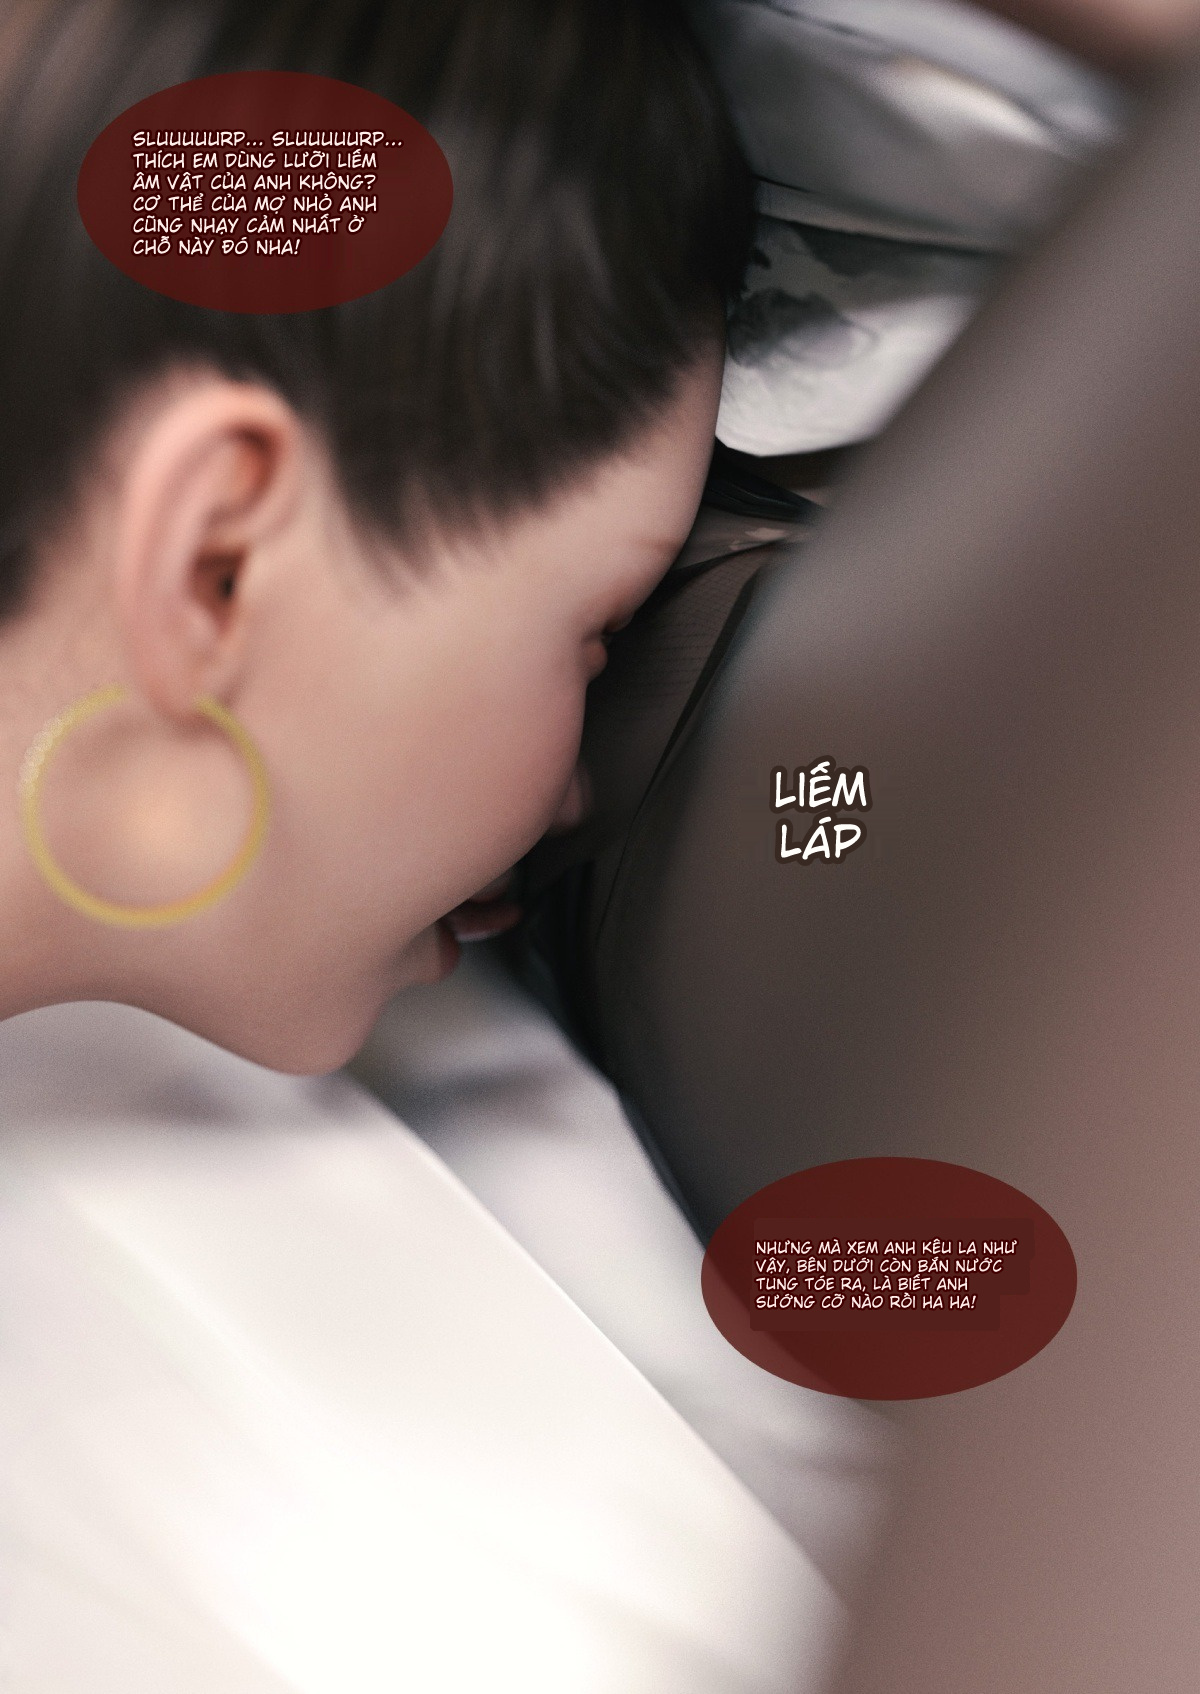 SLUUUUURP... SLUUUUURP...
THÍCH EM DÙNG LƯỠI LIẾM
ÂM VẬT CỦA ANH KHÔNG?
CƠ THỂ CỦA MỢ NHỎ ANH
CŨNG NHẠY CẢM NHẤT Ở
CHỖ NÀY ĐÓ NHA!
LIẾM
LÁP
NHƯNG MÀ XEM ANH KÊU LA NHƯ
VẬY, BÊN DƯỚI CÒN BẮN NƯỚC
TUNG TÓE RA, LÀ BIẾT ANH
SƯỚNG CỠ NÀO RỒI HA HA!